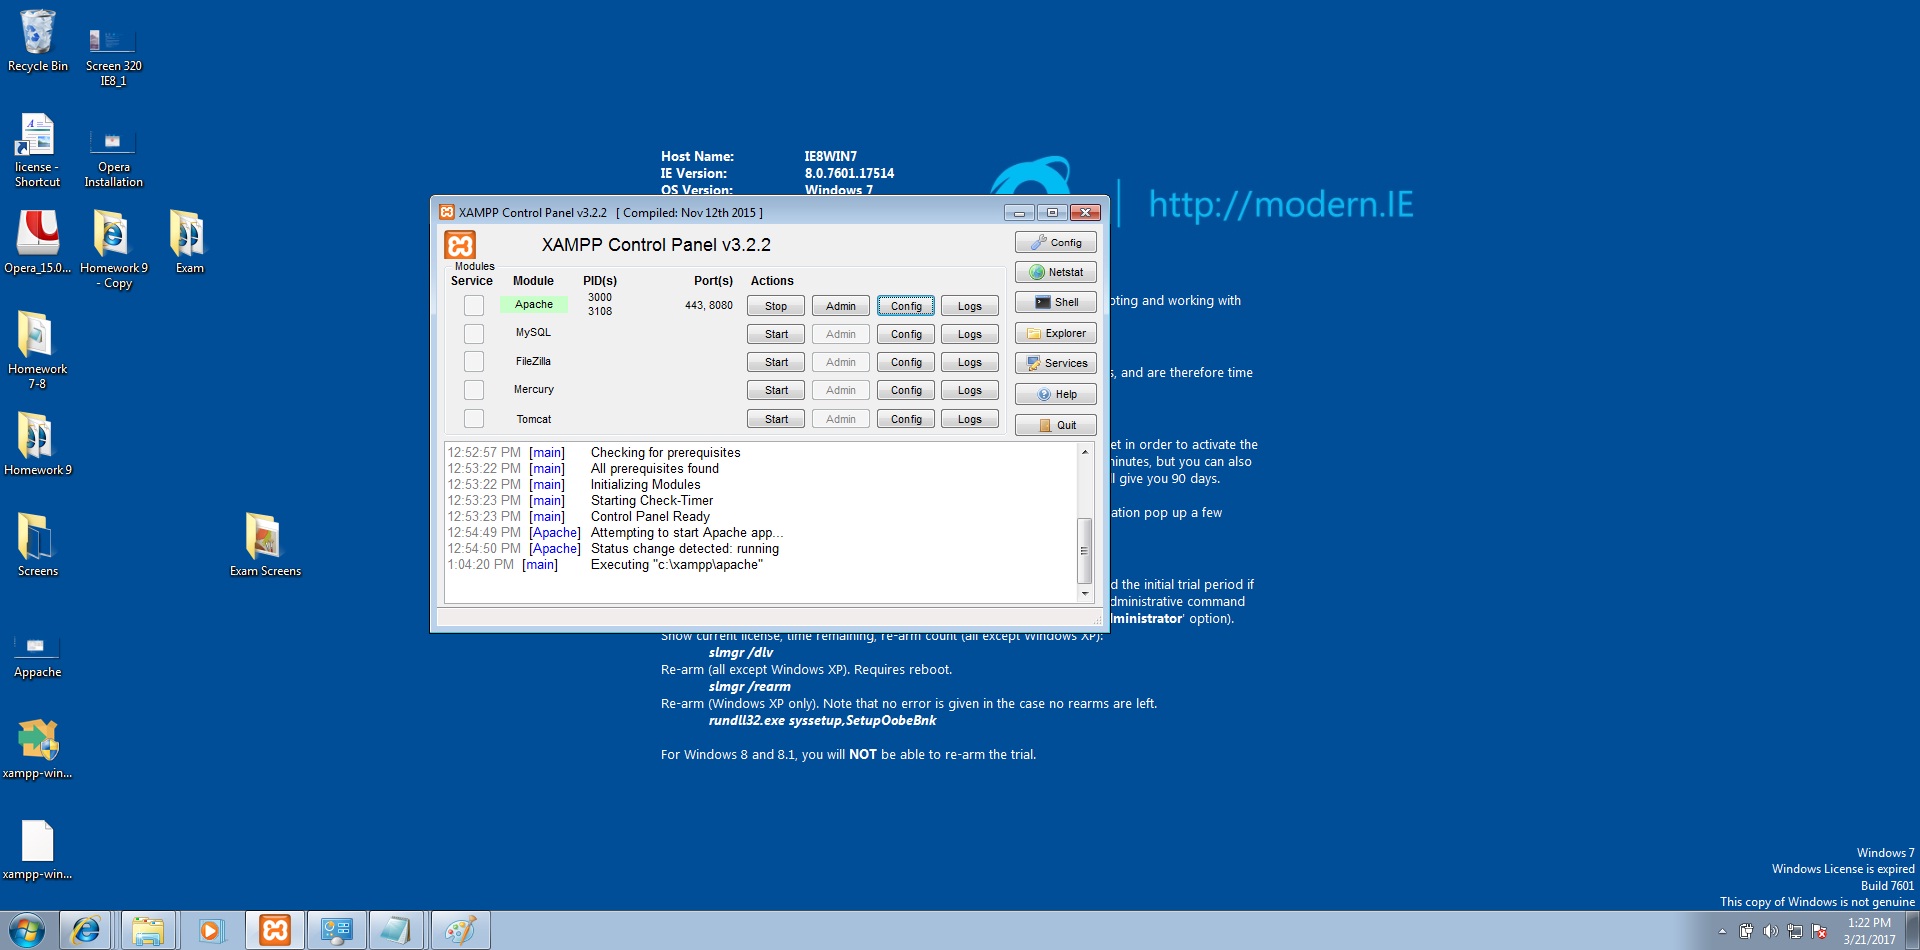 Recycle Bin
Screen 320
IE8_1
license -
Shortcut
Opera
Installation
Opera_15.0...
Homework 9
- Copy
Exam
Homework
7-8
Homework 9
Screens
Exam Screens
Appache
xampp-win...
xampp-win...
Host Name: IE8WIN7
IE Version: 8.0.7601.17514
OS Version: Windows 7
http://modern.IE
XAMPP Control Panel v3.2.2 [ Compiled: Nov 12th 2015 ]
XAMPP Control Panel v3.2.2
Config
Modules
Service Module PID(s) Port(s) Actions
Netstat
Apache 3000 3108 443, 8080 Stop Admin Config Logs
Shell
MySQL Start Admin Config Logs
Explorer
FileZilla Start Admin Config Logs
Services
Mercury Start Admin Config Logs
Help
Tomcat Start Admin Config Logs
Quit
12:52:57 PM [main] Checking for prerequisites
12:53:22 PM [main] All prerequisites found
12:53:22 PM [main] Initializing Modules
12:53:23 PM [main] Starting Check-Timer
12:53:23 PM [main] Control Panel Ready
12:54:49 PM [Apache] Attempting to start Apache app...
12:54:50 PM [Apache] Status change detected: running
1:04:20 PM [main] Executing "c:\xampp\apache"
and working with
s, and are therefore time
et in order to activate the
minutes, but you can also
give you 90 days.
ation pop up a few
d the initial trial period if
dministrative command
ministrator' option).
Show current license, time remaining, re-arm count (all except Windows XP):
slmgr /dlv
Re-arm (all except Windows XP). Requires reboot.
slmgr /rearm
Re-arm (Windows XP only). Note that no error is given in the case no rearms are left.
rundll32.exe syssetup,SetupOobeBnk
For Windows 8 and 8.1, you will NOT be able to re-arm the trial.
Windows 7
Windows License is expired
Build 7601
This copy of Windows is not genuine
1:22 PM
3/21/2017